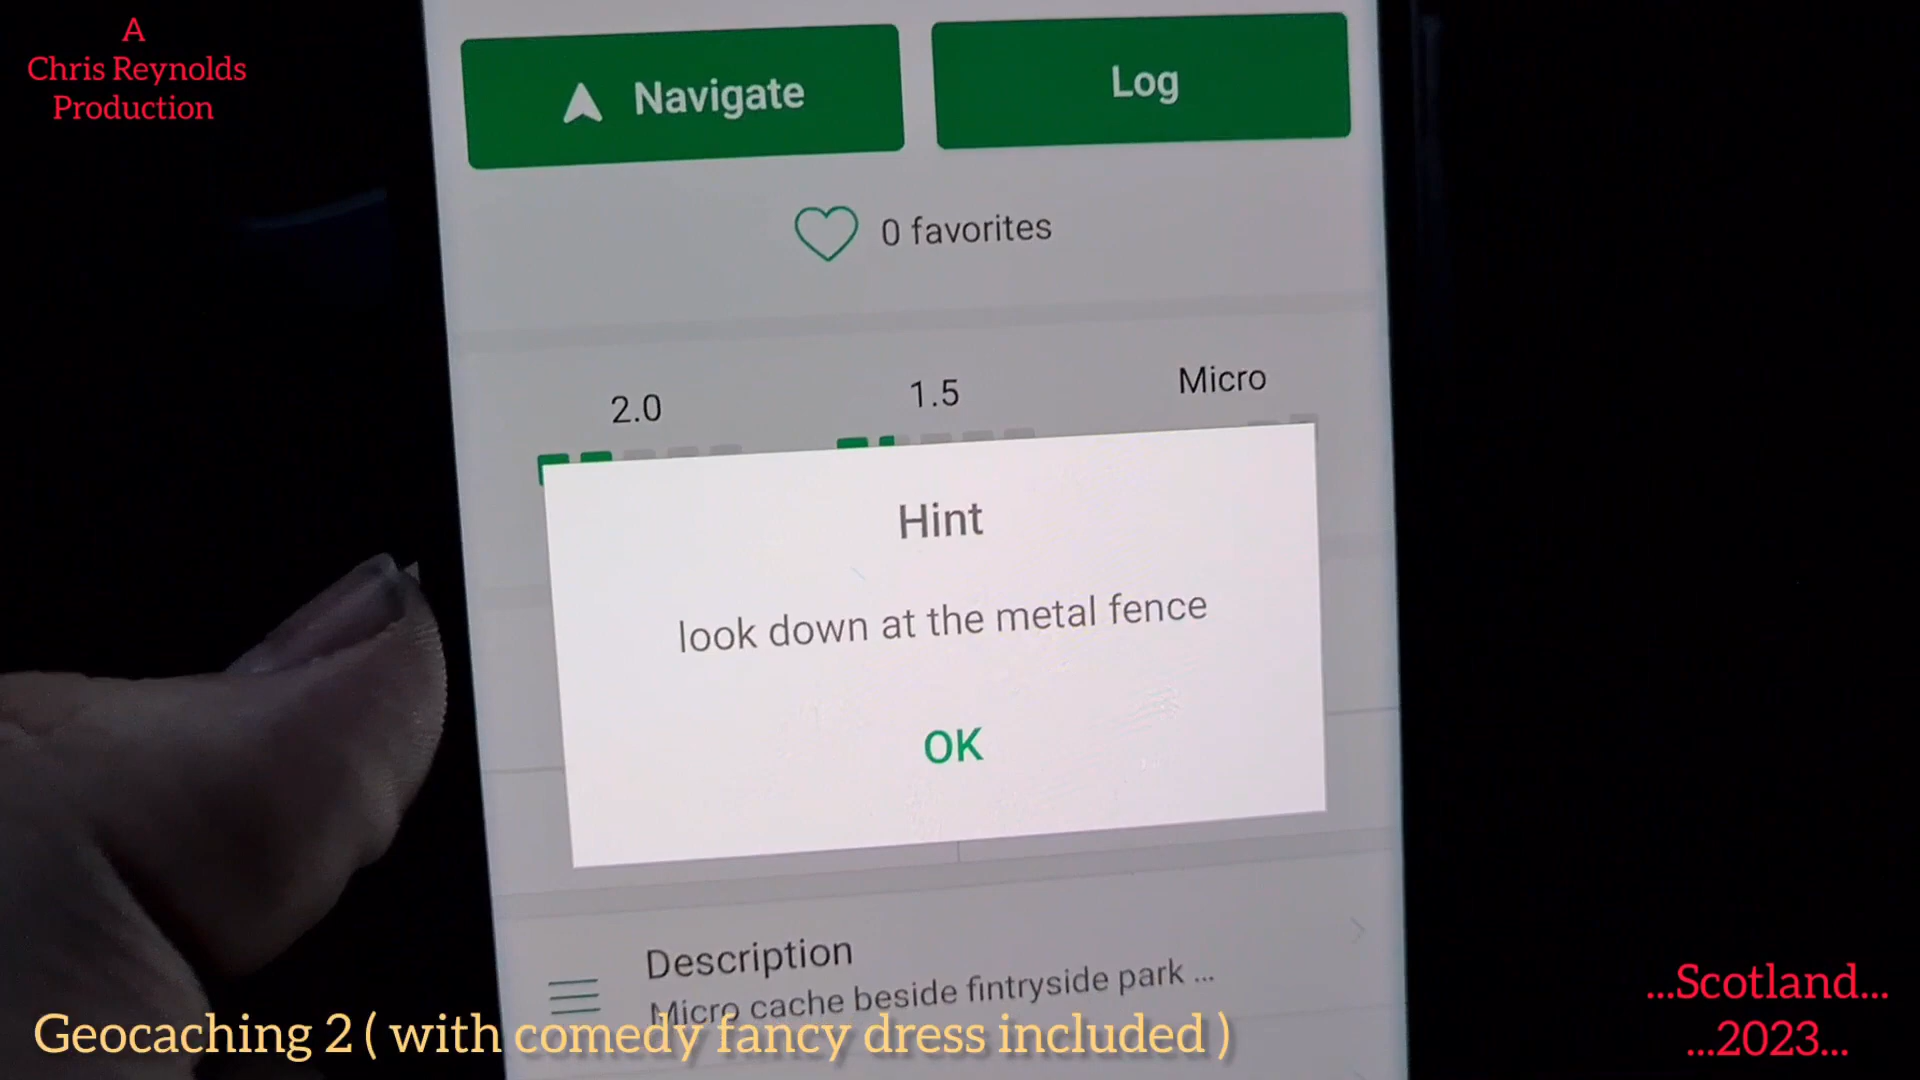 A
Chris Reynolds
Production
Navigate
Log
0 favorites
2.0
1.5
Micro
Hint
look down at the metal fence
OK
Description
Micro cache beside fintryside park ...
Geocaching 2 ( with comedy fancy dress included )
...Scotland...
...2023...